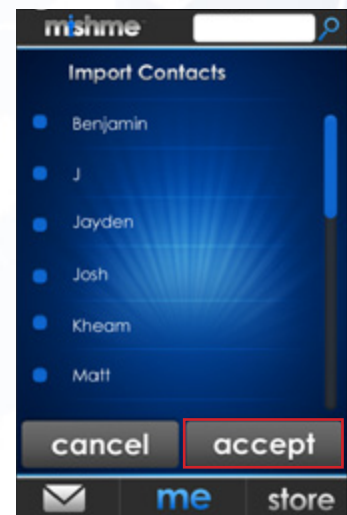 mishme
Import Contacts
Benjamin
J
Jayden
Josh
Kheam
Matt
cancel accept
me store